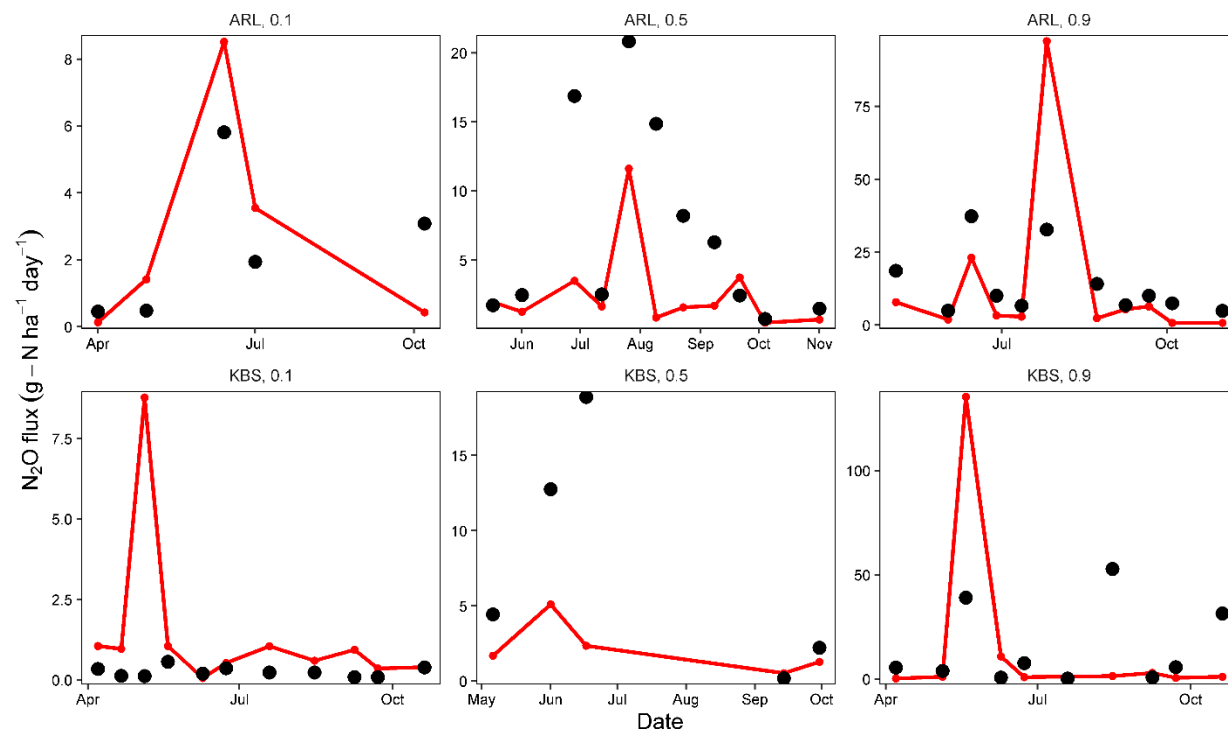 ARL, 0.1
ARL, 0.5
ARL, 0.9
8
6
4
2
0
Apr Jul Oct
20
15
10
5
Jun Jul Aug Sep Oct Nov
75
50
25
0
Jul Oct
KBS, 0.1
KBS, 0.5
KBS, 0.9
7.5
5.0
2.5
0.0
Apr Jul Oct
15
10
5
0
May Jun Jul Aug Sep Oct
100
50
0
Apr Jul Oct
N₂O flux (g − N ha⁻¹ day⁻¹)
Date